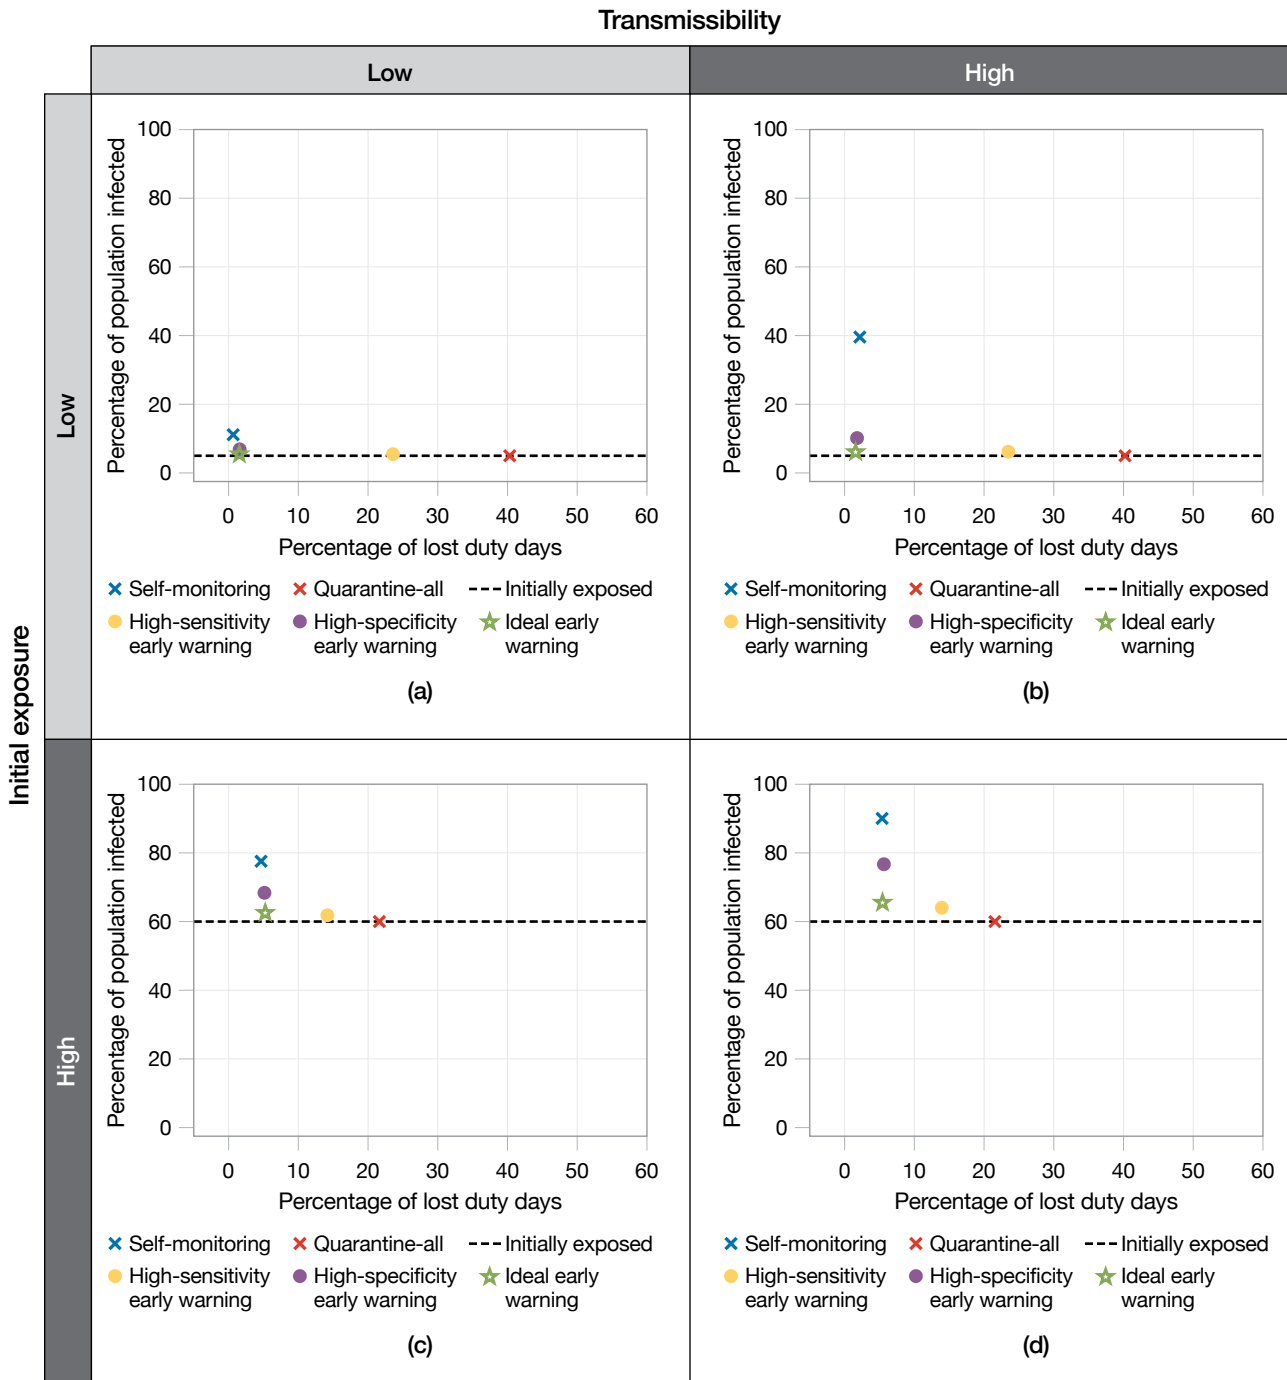 Transmissibility
Low
High
Initial exposure
Low
Percentage of population infected
100
80
60
40
20
0
0 10 20 30 40 50 60
Percentage of lost duty days
Self-monitoring Quarantine-all Initially exposed
High-sensitivity High-specificity Ideal early
early warning early warning warning
(a)
Percentage of population infected
100
80
60
40
20
0
0 10 20 30 40 50 60
Percentage of lost duty days
Self-monitoring Quarantine-all Initially exposed
High-sensitivity High-specificity Ideal early
early warning early warning warning
(b)
High
Percentage of population infected
100
80
60
40
20
0
0 10 20 30 40 50 60
Percentage of lost duty days
Self-monitoring Quarantine-all Initially exposed
High-sensitivity High-specificity Ideal early
early warning early warning warning
(c)
Percentage of population infected
100
80
60
40
20
0
0 10 20 30 40 50 60
Percentage of lost duty days
Self-monitoring Quarantine-all Initially exposed
High-sensitivity High-specificity Ideal early
early warning early warning warning
(d)